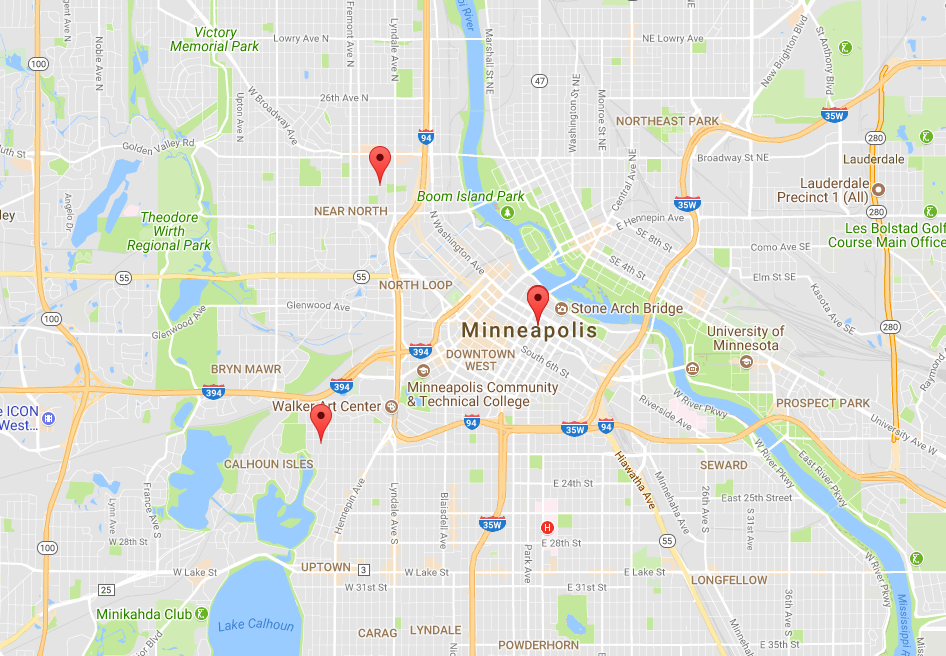 Victory
Memorial Park
Lowry Ave N
NE Lowry Ave
Noble Ave N
Fremont Ave N
Lyndale Ave N
Marshall St NE
New Brighton Blvd
St Anthony Blvd
100
47
Upton Ave N
W Broadway Ave
26th Ave N
Washington St NE
Monroe St NE
NORTHEAST PARK
35W
94
280
Golden Valley Rd
Broadway St NE
Lauderdale
Central Ave NE
Lauderdale
Precinct 1 (All)
Angelo Dr
Boom Island Park
35W
280
NEAR NORTH
Theodore
Wirth
Regional Park
N Washington Ave
E Hennepin Ave
SE 8th St
Les Bolstad Golf
Course Main Office
Como Ave SE
SE 4th St
Elm St SE
55
55
NORTH LOOP
Kasota Ave SE
Glenwood Ave
Glenwood Ave
100
Stone Arch Bridge
Minneapolis
University of
Minnesota
280
394
DOWNTOWN
WEST
South 6th St
BRYN MAWR
394
394
Minneapolis Community
& Technical College
Raymond
Walker Art Center
Riverside Ave
W River Pkwy
PROSPECT PARK
e ICON
West...
94
35W
94
University Ave W
CALHOUN ISLES
Hiawatha Ave
SEWARD
W River Pkwy
East River Pkwy
France Ave S
Lynn Ave
Hennepin Ave
Lyndale Ave S
Blaisdell Ave
E 24th St
Minnehaha Ave
26th Ave S
East 25th Street
S 31st Ave
35W
H
100
W 28th St
E 28th St
55
Park Ave
UPTOWN
3
W Lake St
W Lake St
E Lake St
W 31st St
E 31st St
LONGFELLOW
W River Pkwy
25
Minikahda Club
36th Ave S
Lake Calhoun
CARAG
LYNDALE
POWDERHORN
E 35th St